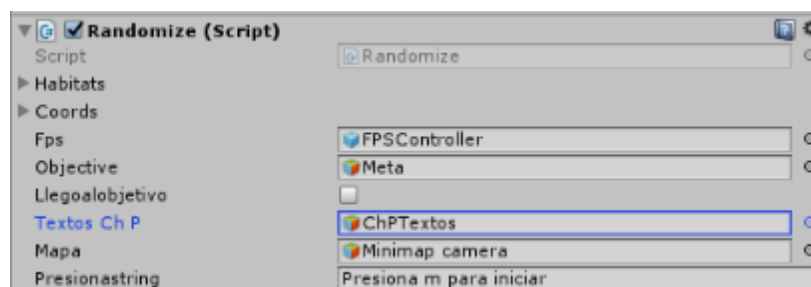 Randomize (Script)
Script Randomize
Habitats
Coords
Fps FPSController
Objective Meta
Llegoalobjetivo
Textos Ch P ChPTextos
Mapa Minimap camera
Presionastring Presiona m para iniciar